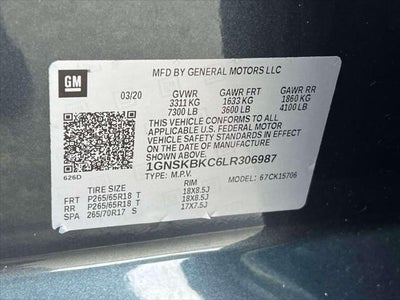 GM
MFD BY GENERAL MOTORS LLC
03/20 GVWR GAWR FRT GAWR RR
3311 KG 1633 KG 1860 KG
7300 LB 3600 LB 4100 LB
THIS VEHICLE CONFORMS TO ALL
APPLICABLE U.S. FEDERAL MOTOR
VEHICLE SAFETY STANDARDS IN EFFECT
ON THE DATE OF MANUFACTURE SHOWN ABOVE.
1GNSKBKC6LR306987
626D TYPE: M.P.V. MODEL: 67CK15706
TIRE SIZE RIM
FRT P265/65R18 T 18X8.5J
RR P265/65R18 T 18X8.5J
SPA 265/70R17 S 17X7.5J